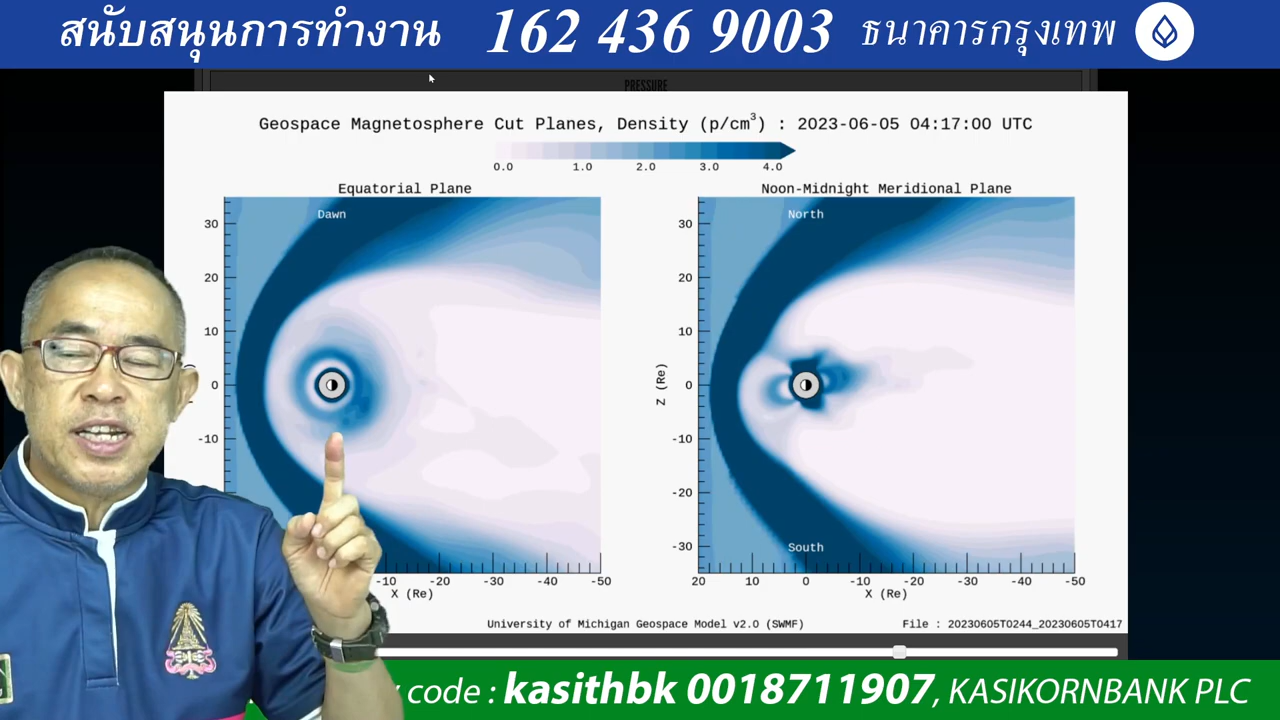 สนับสนุนการทำงาน 162 436 9003 ธนาคารกรุงเทพ
PRESSURE
Geospace Magnetosphere Cut Planes, Density (p/cm3) : 2023-06-05 04:17:00 UTC
0.0 1.0 2.0 3.0 4.0
Equatorial Plane
Dawn
30
20
10
0
-10
-10 -20 -30 -40 -50
X (Re)
Noon-Midnight Meridional Plane
North
30
20
10
0
-10
-20
-30
Z (Re)
South
20 10 0 -10 -20 -30 -40 -50
X (Re)
University of Michigan Geospace Model v2.0 (SWMF) File : 20230605T0244_20230605T0417
code : kasithbk 0018711907, KASIKORNBANK PLC